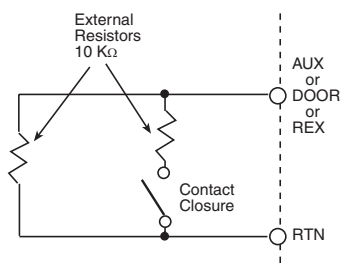 External
Resistors
10 KΩ
AUX
or
DOOR
or
REX
Contact
Closure
RTN